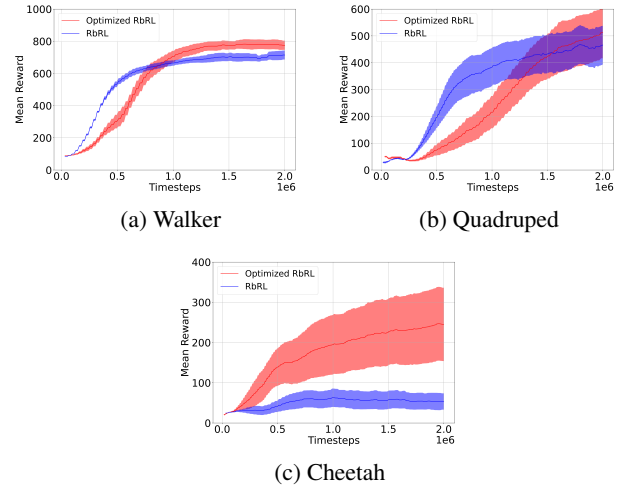 1000
800
600
400
200
0
Mean Reward
Optimized RbRL
RbRL
0.0 0.5 1.0 1.5 2.0
Timesteps 1e6
(a) Walker
600
500
400
300
200
100
0
Mean Reward
Optimized RbRL
RbRL
0.0 0.5 1.0 1.5 2.0
Timesteps 1e6
(b) Quadruped
400
300
200
100
0
Mean Reward
Optimized RbRL
RbRL
0.0 0.5 1.0 1.5 2.0
Timesteps 1e6
(c) Cheetah